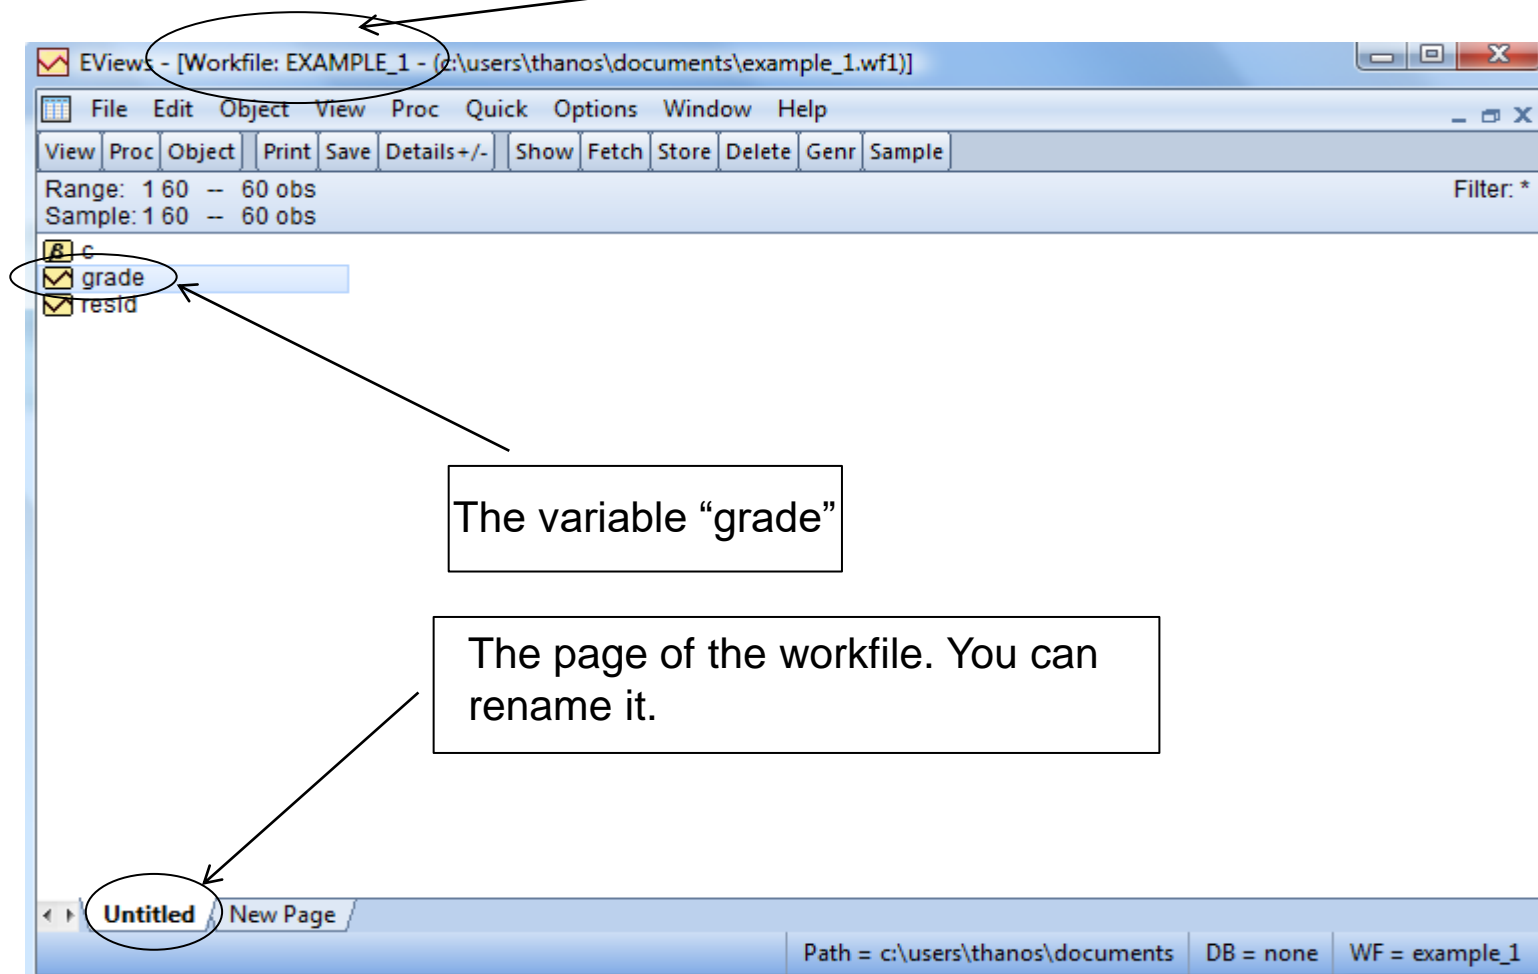 EViews - [Workfile: EXAMPLE_1 - (c:\users\thanos\documents\example_1.wf1)]
File Edit Object View Proc Quick Options Window Help
View Proc Object Print Save Details+/- Show Fetch Store Delete Genr Sample
Range: 1 60 -- 60 obs Filter: *
Sample: 1 60 -- 60 obs
β c
grade
resid
The variable “grade”
The page of the workfile. You can
rename it.
Untitled New Page
Path = c:\users\thanos\documents DB = none WF = example_1